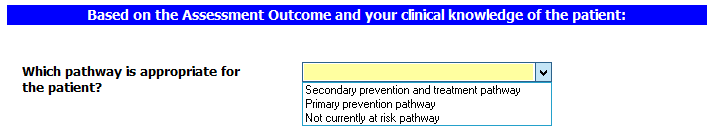 Based on the Assessment Outcome and your clinical knowledge of the patient:
Which pathway is appropriate for
the patient?
Secondary prevention and treatment pathway
Primary prevention pathway
Not currently at risk pathway